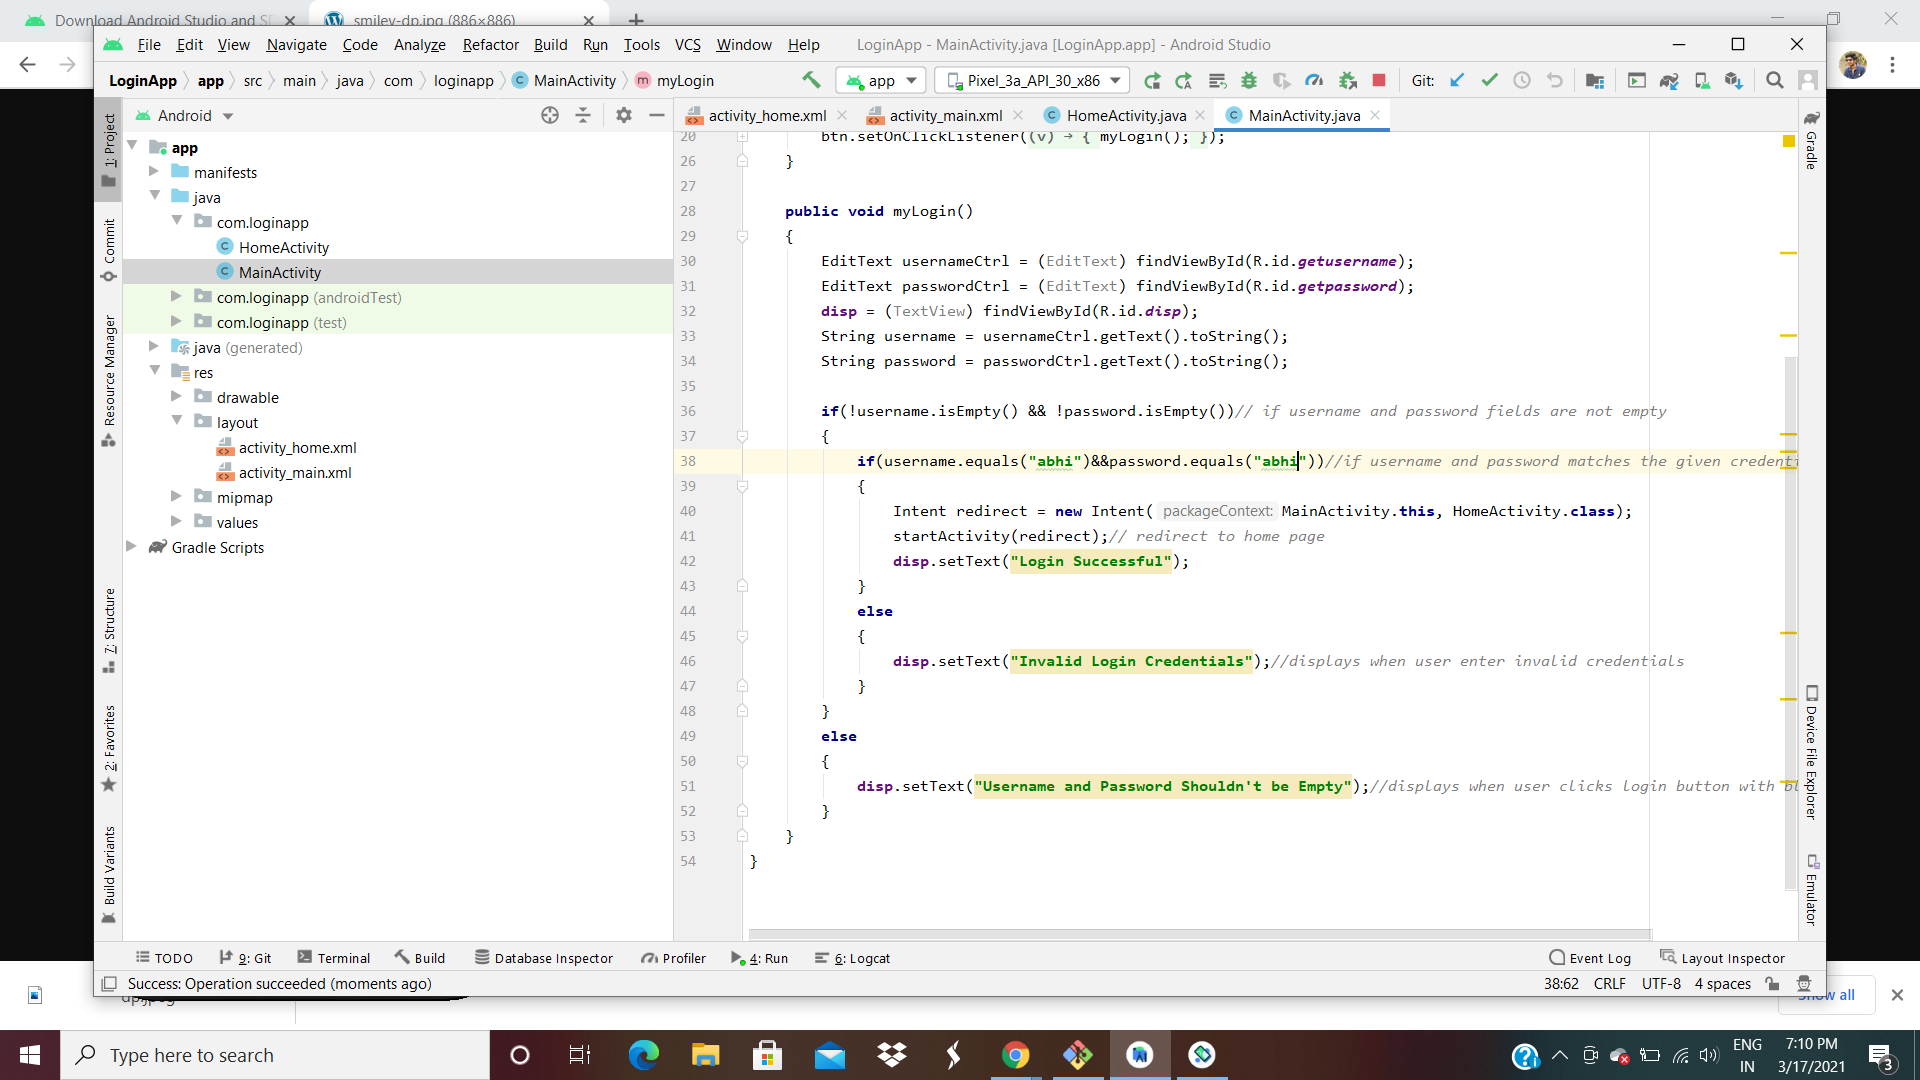 Download Android Studio and SD
smiley-dp.jpg (886×886)
File Edit View Navigate Code Analyze Refactor Build Run Tools VCS Window Help LoginApp - MainActivity.java [LoginApp.app] - Android Studio
LoginApp app src main java com loginapp MainActivity myLogin app Pixel_3a_API_30_x86 Git:
Android
activity_home.xml activity_main.xml HomeActivity.java MainActivity.java
1: Project
Commit
Resource Manager
7: Structure
2: Favorites
Build Variants
app
manifests
java
com.loginapp
HomeActivity
MainActivity
com.loginapp (androidTest)
com.loginapp (test)
java (generated)
res
drawable
layout
activity_home.xml
activity_main.xml
mipmap
values
Gradle Scripts
20 btn.setOnClickListener((v) → { myLogin(); });
26 }
27
28 public void myLogin()
29 {
30 EditText usernameCtrl = (EditText) findViewById(R.id.getusername);
31 EditText passwordCtrl = (EditText) findViewById(R.id.getpassword);
32 disp = (TextView) findViewById(R.id.disp);
33 String username = usernameCtrl.getText().toString();
34 String password = passwordCtrl.getText().toString();
35
36 if(!username.isEmpty() && !password.isEmpty())// if username and password fields are not empty
37 {
38 if(username.equals("abhi")&&password.equals("abhi"))//if username and password matches the given credenti
39 {
40 Intent redirect = new Intent( packageContext: MainActivity.this, HomeActivity.class);
41 startActivity(redirect);// redirect to home page
42 disp.setText("Login Successful");
43 }
44 else
45 {
46 disp.setText("Invalid Login Credentials");//displays when user enter invalid credentials
47 }
48 }
49 else
50 {
51 disp.setText("Username and Password Shouldn't be Empty");//displays when user clicks login button with bl
52 }
53 }
54 }
Gradle
Device File Explorer
Emulator
TODO 9: Git Terminal Build Database Inspector Profiler 4: Run 6: Logcat Event Log Layout Inspector
Success: Operation succeeded (moments ago) 38:62 CRLF UTF-8 4 spaces
Show all
Type here to search
ENG
IN
7:10 PM
3/17/2021
3